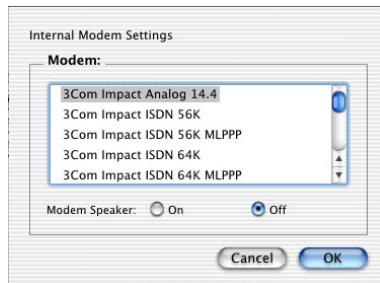 Internal Modem Settings
Modem:
3Com Impact Analog 14.4
3Com Impact ISDN 56K
3Com Impact ISDN 56K MLPPP
3Com Impact ISDN 64K
3Com Impact ISDN 64K MLPPP
Modem Speaker: On Off
Cancel OK